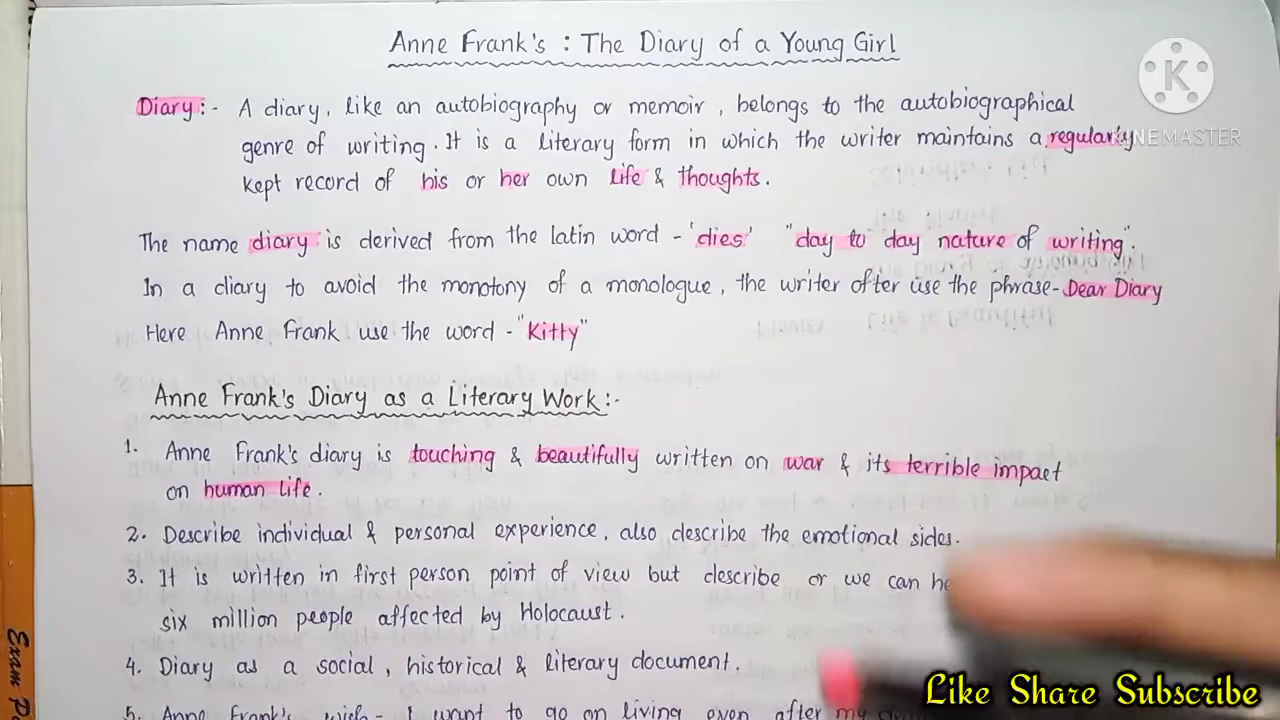 Anne Frank's : The Diary of a Young Girl
K
NEMASTER
Diary :- A diary, like an autobiography or memoir, belongs to the autobiographical
genre of writing. It is a literary form in which the writer maintains a regularly
kept record of his or her own life & thoughts.
The name diary is derived from the latin word - 'dies' "day to day nature of writing".
In a diary to avoid the monotony of a monologue, the writer ofter use the phrase - Dear Diary
Here Anne Frank use the word - "Kitty"
Anne Frank's Diary as a Literary Work :-
1. Anne Frank's diary is touching & beautifully written on war & its terrible impact
on human life.
2. Describe individual & personal experience, also describe the emotional sides.
3. It is written in first person point of view but describe or we can
six million people affected by Holocaust.
4. Diary as a social, historical & literary document.
5. Anne Frank's wish - I want to go on living even after my
Like Share Subscribe
Exam